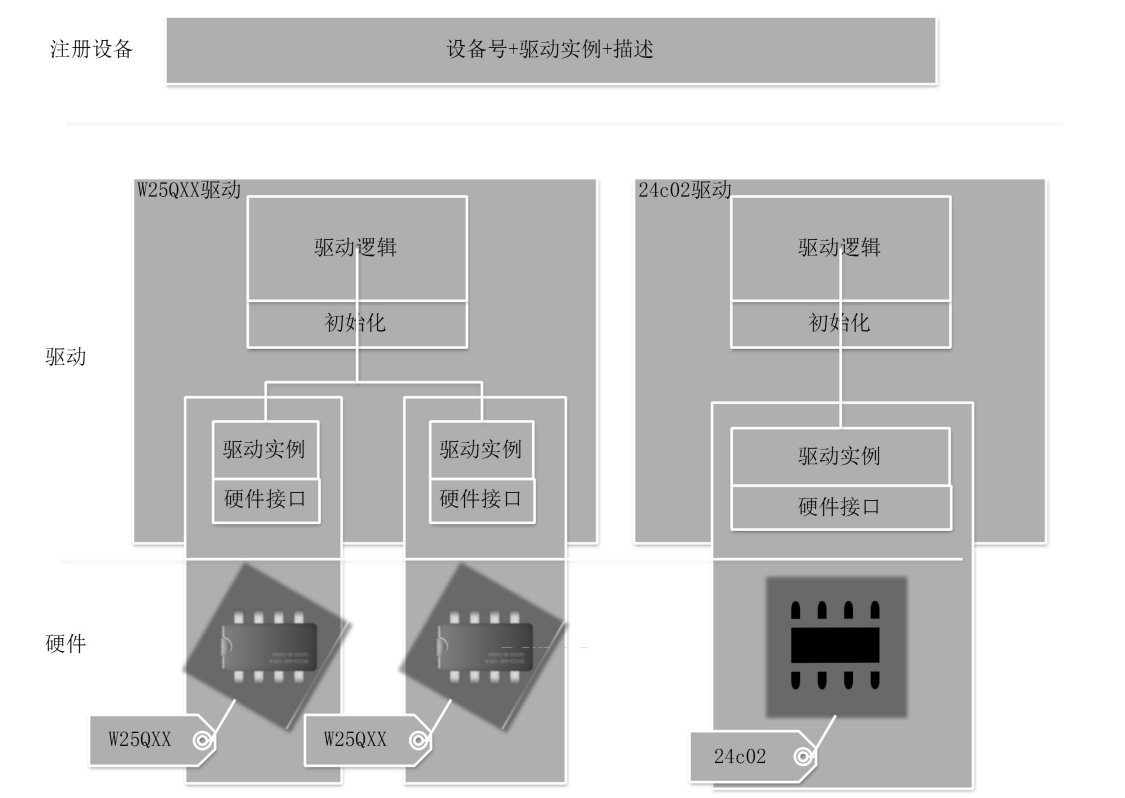 注册设备
设备号+驱动实例+描述
W25QXX驱动
24c02驱动
驱动逻辑
驱动逻辑
初始化
初始化
驱动
驱动实例
驱动实例
驱动实例
硬件接口
硬件接口
硬件接口
硬件
W25QXX
W25QXX
24c02